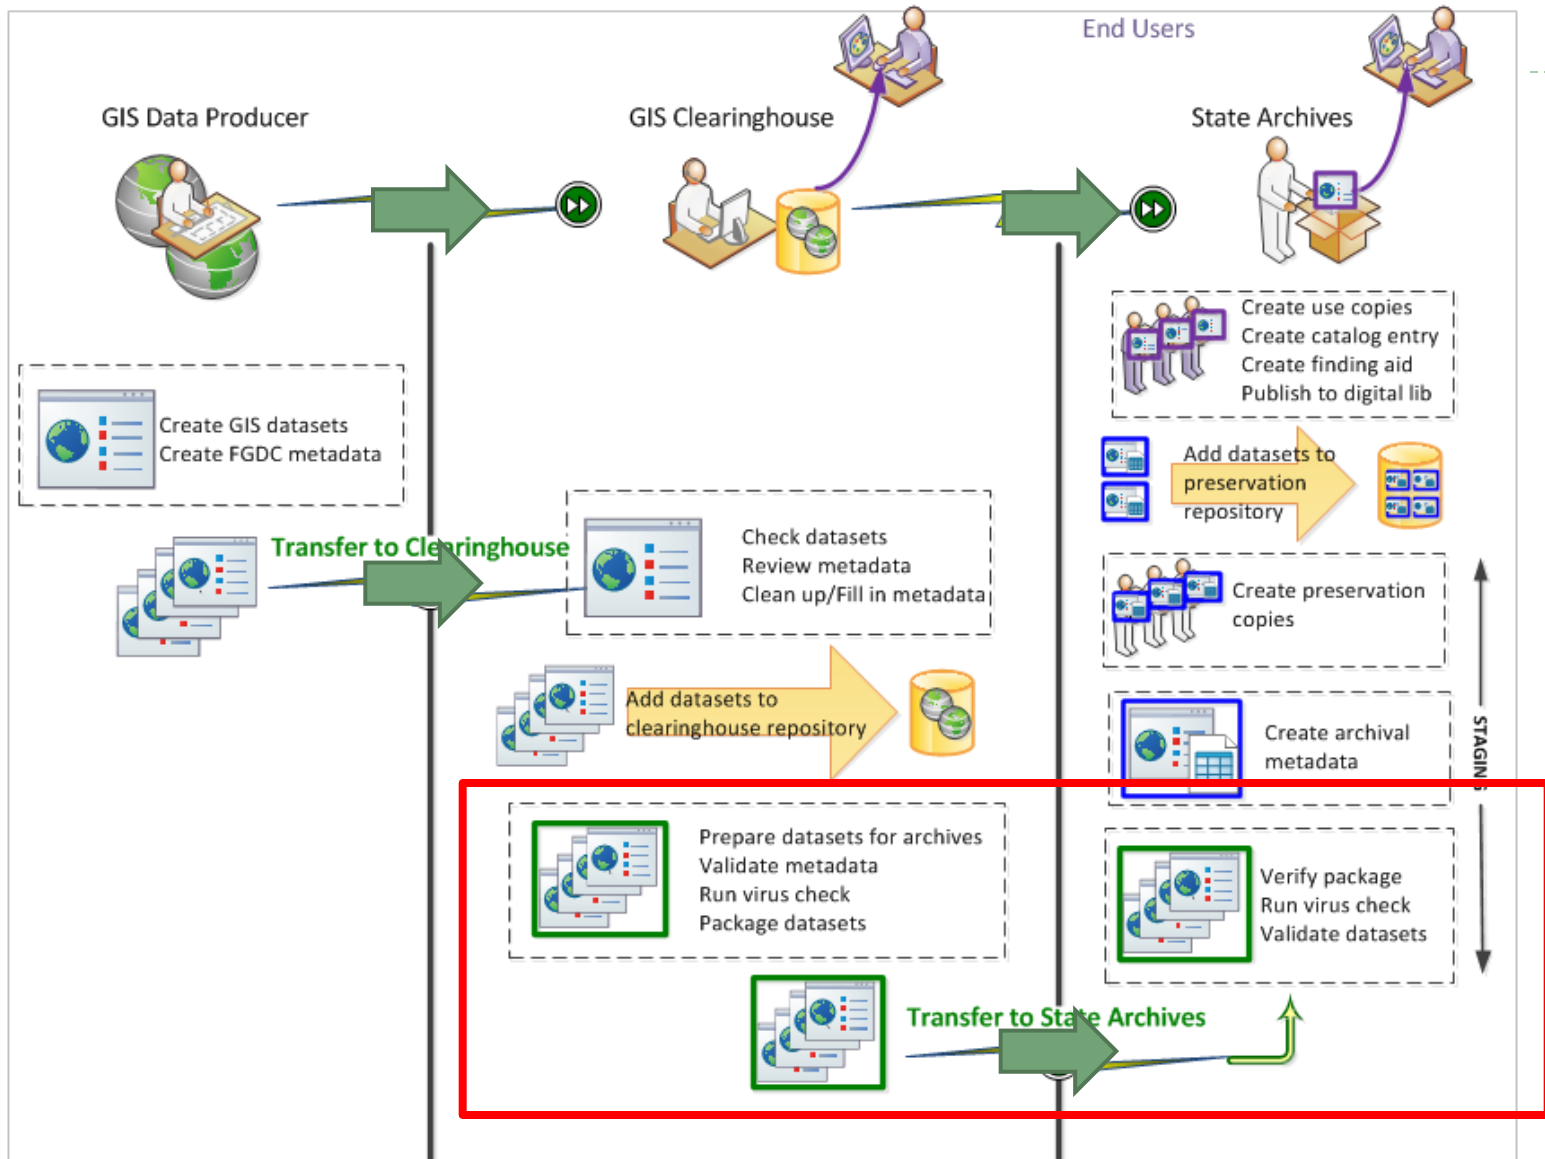 End Users
GIS Data Producer
GIS Clearinghouse
State Archives
Create GIS datasets
Create FGDC metadata
Transfer to Clearinghouse
Check datasets
Review metadata
Clean up/Fill in metadata
Add datasets to
clearinghouse repository
Prepare datasets for archives
Validate metadata
Run virus check
Package datasets
Transfer to State Archives
Create use copies
Create catalog entry
Create finding aid
Publish to digital lib
Add datasets to
preservation
repository
Create preservation
copies
Create archival
metadata
Verify package
Run virus check
Validate datasets
STAGING